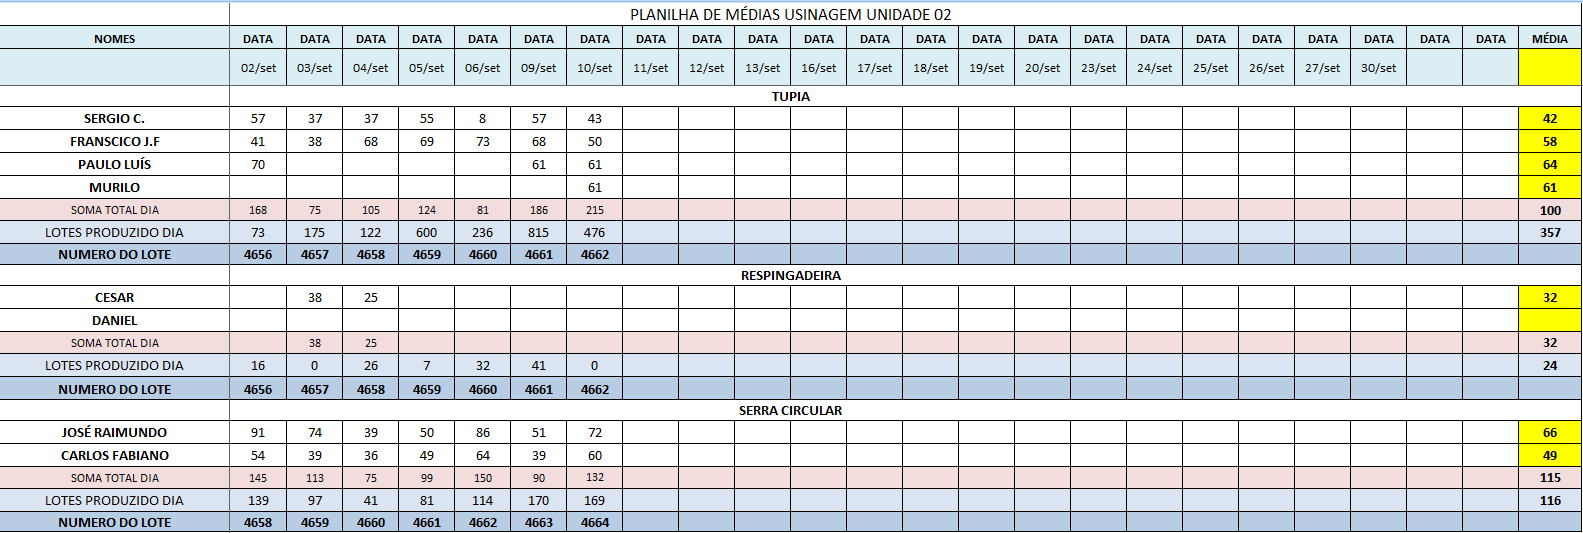 PLANILHA DE MÉDIAS USINAGEM UNIDADE 02
NOMES DATA DATA DATA DATA DATA DATA DATA DATA DATA DATA DATA DATA DATA DATA DATA DATA DATA DATA DATA DATA DATA DATA DATA MÉDIA
02/set 03/set 04/set 05/set 06/set 09/set 10/set 11/set 12/set 13/set 16/set 17/set 18/set 19/set 20/set 23/set 24/set 25/set 26/set 27/set 30/set
TUPIA
SERGIO C. 57 37 37 55 8 57 43 42
FRANSCICO J.F 41 38 68 69 73 68 50 58
PAULO LUÍS 70 61 61 64
MURILO 61 61
SOMA TOTAL DIA 168 75 105 124 81 186 215 100
LOTES PRODUZIDO DIA 73 175 122 600 236 815 476 357
NUMERO DO LOTE 4656 4657 4658 4659 4660 4661 4662
RESPINGADEIRA
CESAR 38 25 32
DANIEL
SOMA TOTAL DIA 38 25 32
LOTES PRODUZIDO DIA 16 0 26 7 32 41 0 24
NUMERO DO LOTE 4656 4657 4658 4659 4660 4661 4662
SERRA CIRCULAR
JOSÉ RAIMUNDO 91 74 39 50 86 51 72 66
CARLOS FABIANO 54 39 36 49 64 39 60 49
SOMA TOTAL DIA 145 113 75 99 150 90 132 115
LOTES PRODUZIDO DIA 139 97 41 81 114 170 169 116
NUMERO DO LOTE 4658 4659 4660 4661 4662 4663 4664